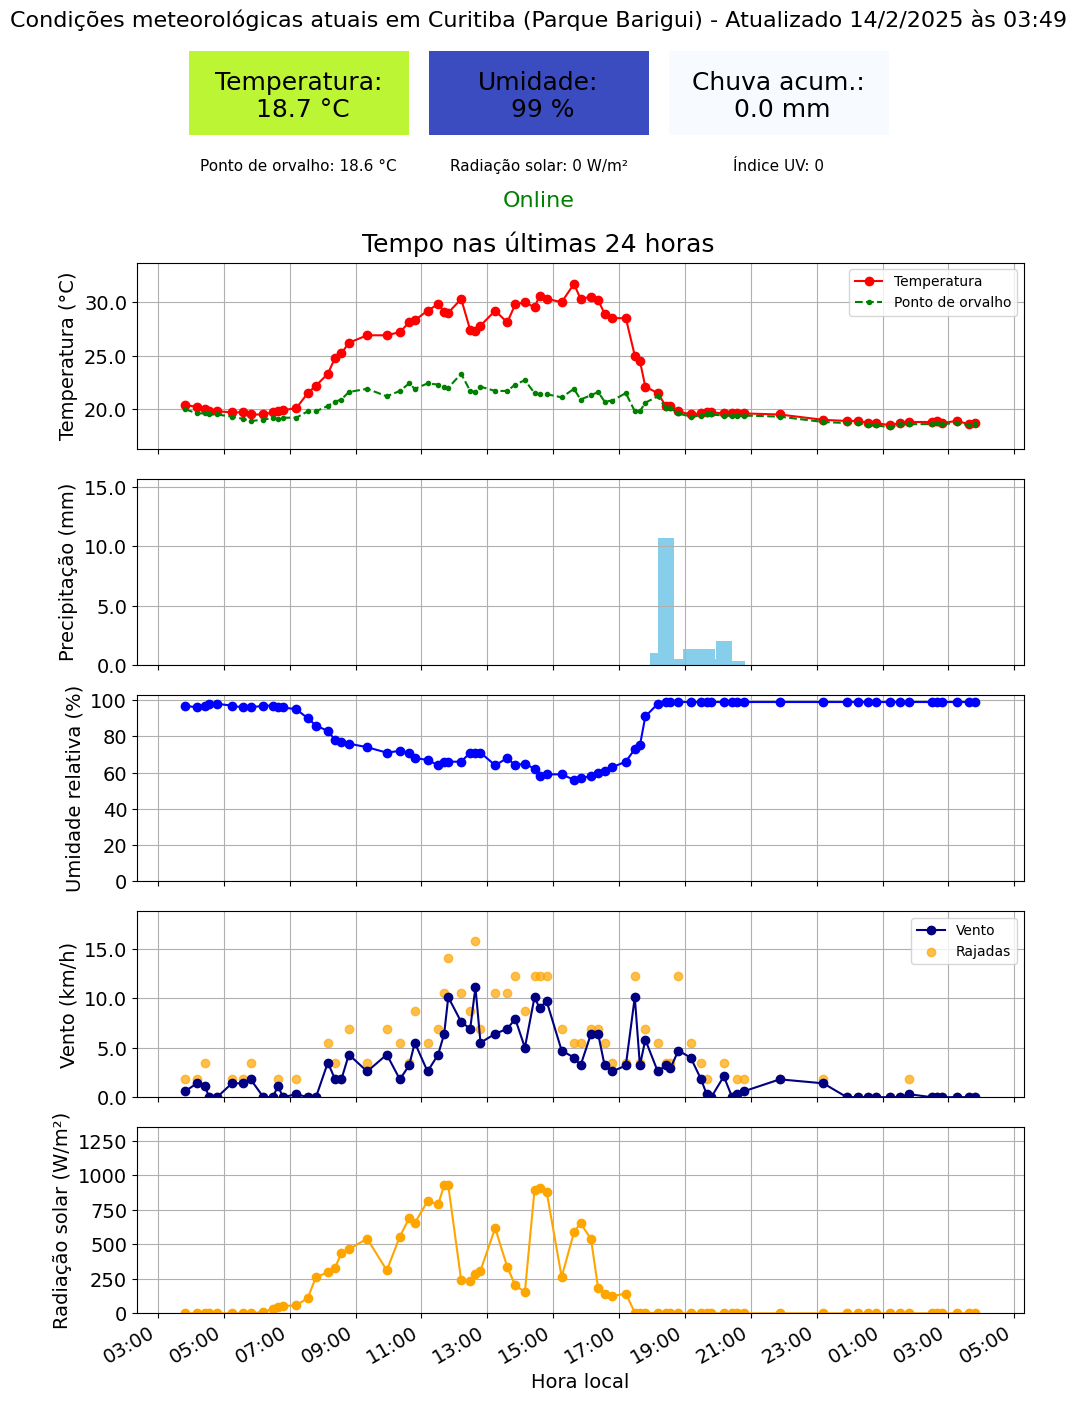 Condições meteorológicas atuais em Curitiba (Parque Barigui) - Atualizado 14/2/2025 às 03:49
Temperatura:
18.7 °C
Umidade:
99 %
Chuva acum.:
0.0 mm
Ponto de orvalho: 18.6 °C
Radiação solar: 0 W/m²
Índice UV: 0
Online
Tempo nas últimas 24 horas
Temperatura (°C)
30.0
25.0
20.0
Temperatura
Ponto de orvalho
Precipitação (mm)
15.0
10.0
5.0
0.0
Umidade relativa (%)
100
80
60
40
20
0
Vento (km/h)
15.0
10.0
5.0
0.0
Vento
Rajadas
Radiação solar (W/m²)
1250
1000
750
500
250
0
03:00
05:00
07:00
09:00
11:00
13:00
15:00
17:00
19:00
21:00
23:00
01:00
03:00
05:00
Hora local